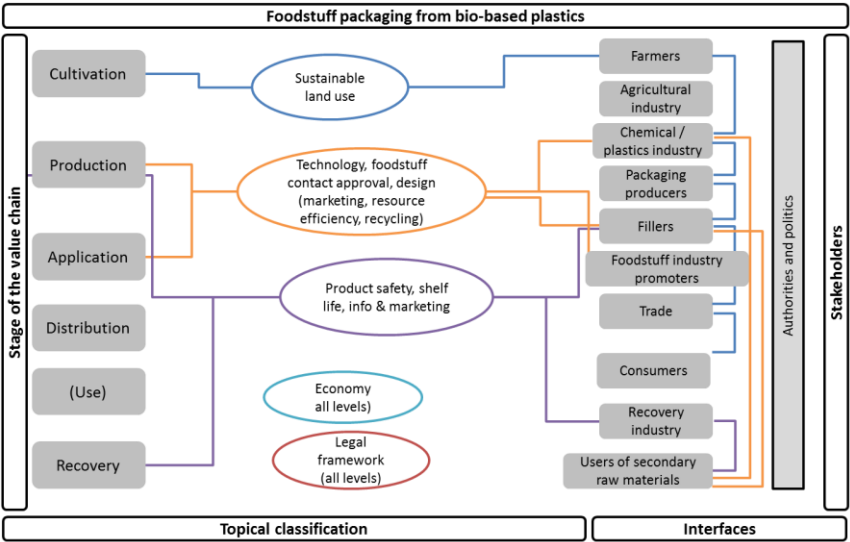 Foodstuff packaging from bio-based plastics
Stage of the value chain
Cultivation
Production
Application
Distribution
(Use)
Recovery
Sustainable
land use
Technology, foodstuff
contact approval, design
(marketing, resource
efficiency, recycling)
Product safety, shelf
life, info & marketing
Economy
all levels)
Legal
framework
(all levels)
Farmers
Agricultural
industry
Chemical /
plastics industry
Packaging
producers
Fillers
Foodstuff industry
promoters
Trade
Consumers
Recovery
industry
Users of secondary
raw materials
Authorities and politics
Stakeholders
Topical classification
Interfaces